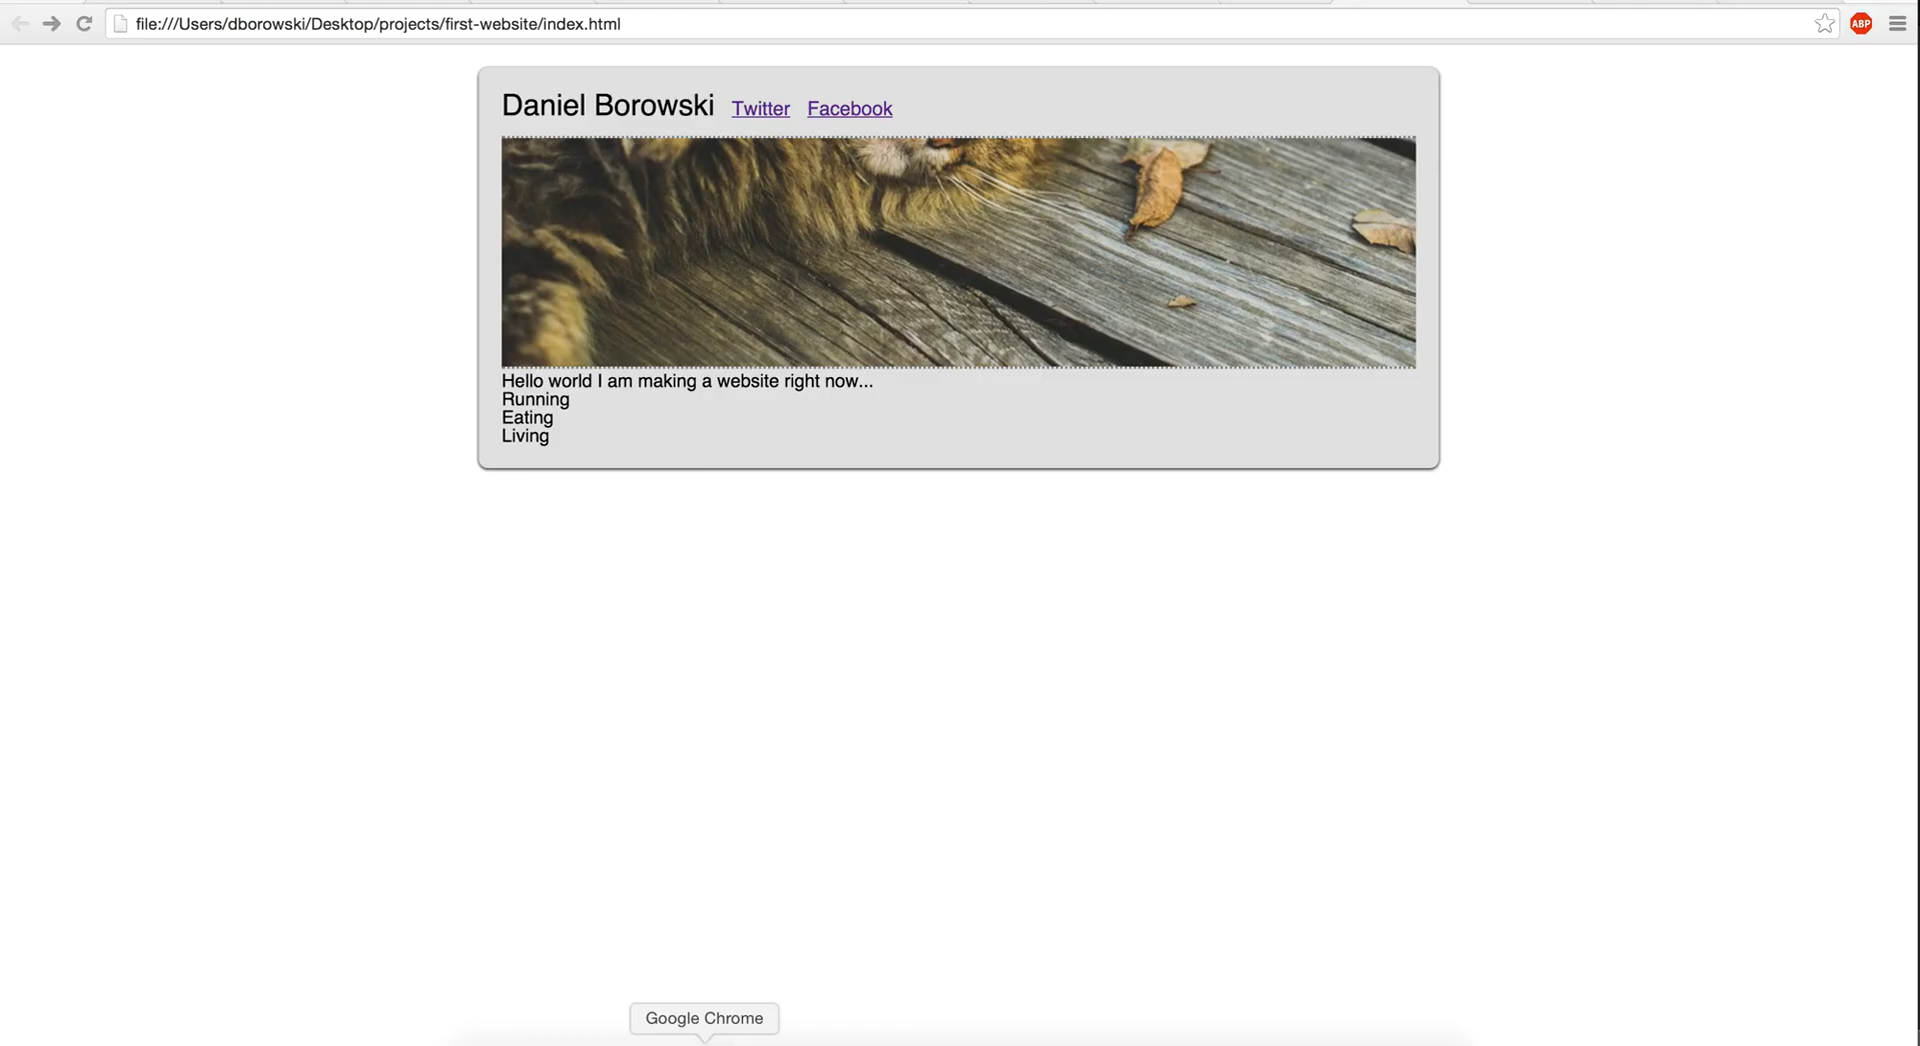 file:///Users/dborowski/Desktop/projects/first-website/index.html
ABP
Daniel Borowski Twitter Facebook
Hello world I am making a website right now...
Running
Eating
Living
Google Chrome